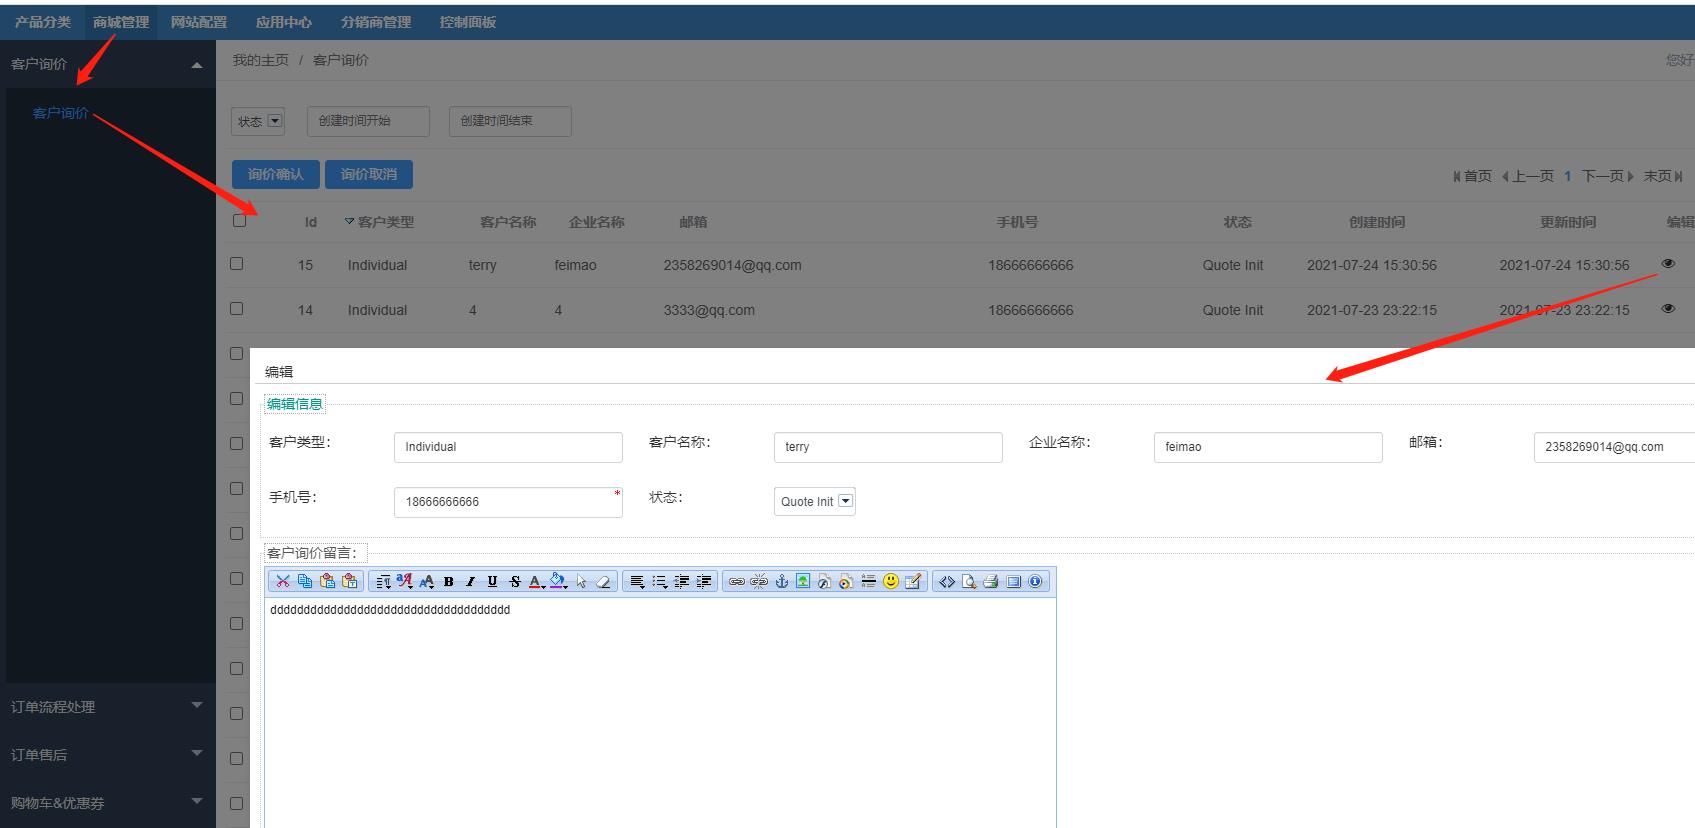 产品分类 商城管理 网站配置 应用中心 分销商管理 控制面板
客户询价
我的主页 / 客户询价 您好
客户询价
状态 创建时间开始 创建时间结束
询价确认 询价取消
首页 上一页 1 下一页 末页
Id 客户类型 客户名称 企业名称 邮箱 手机号 状态 创建时间 更新时间 编辑
15 Individual terry feimao 2358269014@qq.com 18666666666 Quote Init 2021-07-24 15:30:56 2021-07-24 15:30:56
14 Individual 4 4 3333@qq.com 18666666666 Quote Init 2021-07-23 23:22:15 2021-07-23 23:22:15
编辑
编辑信息
客户类型: Individual 客户名称: terry 企业名称: feimao 邮箱: 2358269014@qq.com
手机号: 18666666666 * 状态: Quote Init
客户询价留言:
dddddddddddddddddddddddddddddddddddd
订单流程处理
订单售后
购物车&优惠券